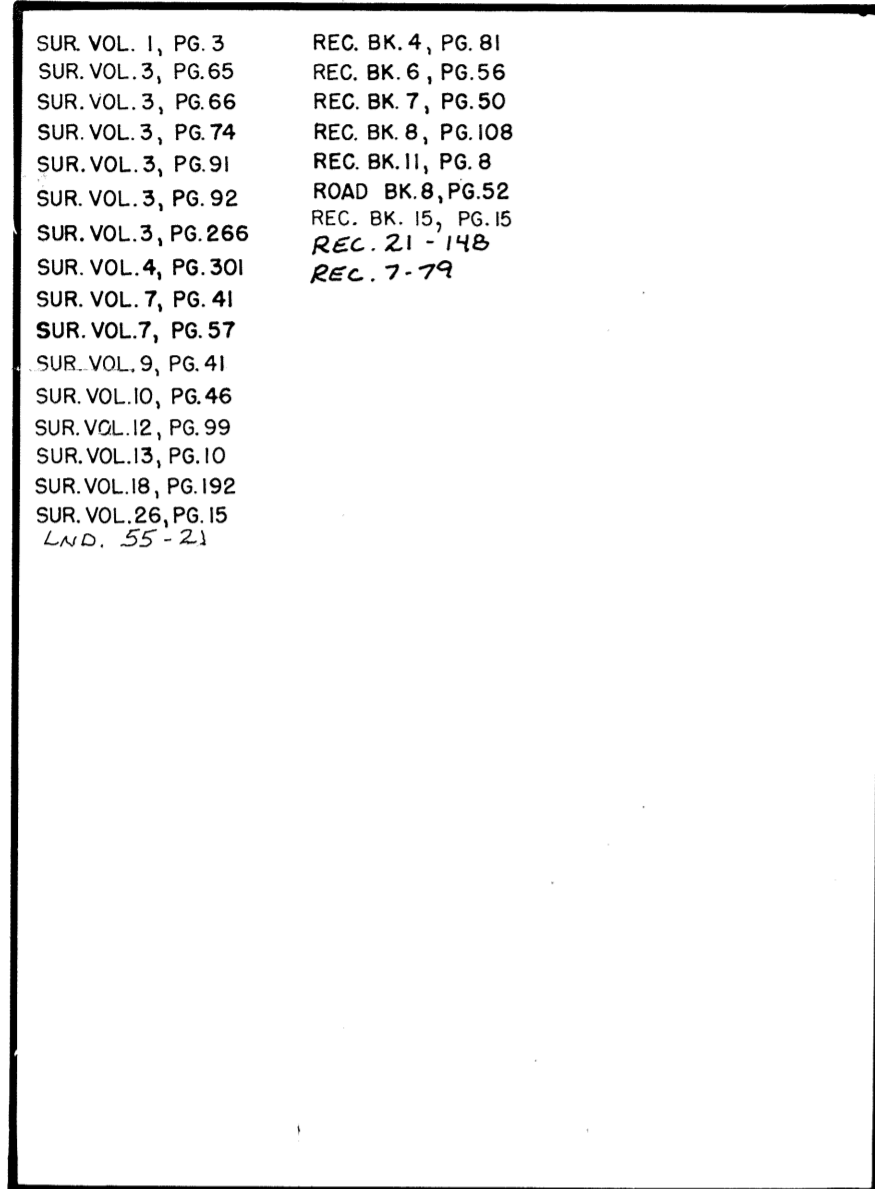 SUR. VOL. 1, PG. 3
SUR. VOL. 3, PG. 65
SUR. VOL. 3, PG. 66
SUR. VOL. 3, PG. 74
SUR. VOL. 3, PG. 91
SUR. VOL. 3, PG. 92
SUR. VOL. 3, PG. 266
SUR. VOL. 4, PG. 301
SUR. VOL. 7, PG. 41
SUR. VOL. 7, PG. 57
SUR. VOL. 9, PG. 41
SUR. VOL. 10, PG. 46
SUR. VOL. 12, PG. 99
SUR. VOL. 13, PG. 10
SUR. VOL. 18, PG. 192
SUR. VOL. 26, PG. 15
LND. 55-21
REC. BK. 4, PG. 81
REC. BK. 6, PG. 56
REC. BK. 7, PG. 50
REC. BK. 8, PG. 108
REC. BK. 11, PG. 8
ROAD BK. 8, PG. 52
REC. BK. 15, PG. 15
REC. 21-148
REC. 7-79